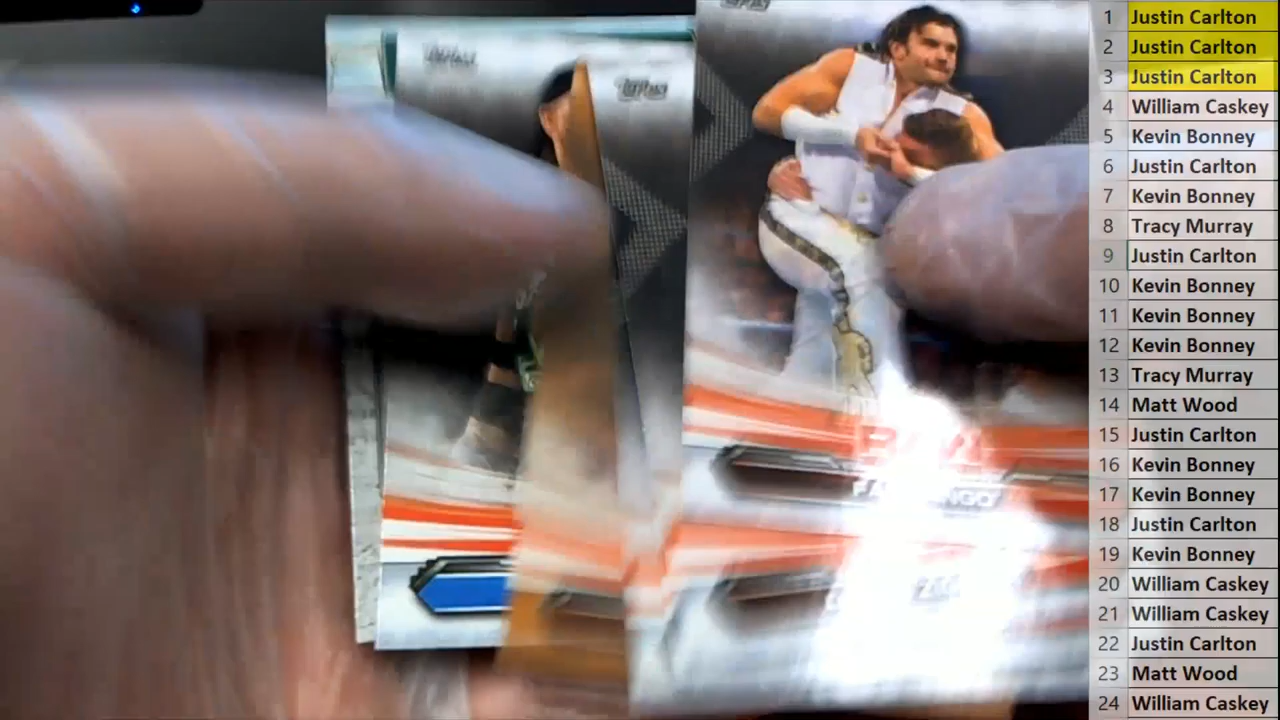 Topps
1 Justin Carlton
2 Justin Carlton
3 Justin Carlton
4 William Caskey
5 Kevin Bonney
6 Justin Carlton
7 Kevin Bonney
8 Tracy Murray
9 Justin Carlton
10 Kevin Bonney
11 Kevin Bonney
12 Kevin Bonney
13 Tracy Murray
14 Matt Wood
15 Justin Carlton
16 Kevin Bonney
17 Kevin Bonney
18 Justin Carlton
19 Kevin Bonney
20 William Caskey
21 William Caskey
22 Justin Carlton
23 Matt Wood
24 William Caskey